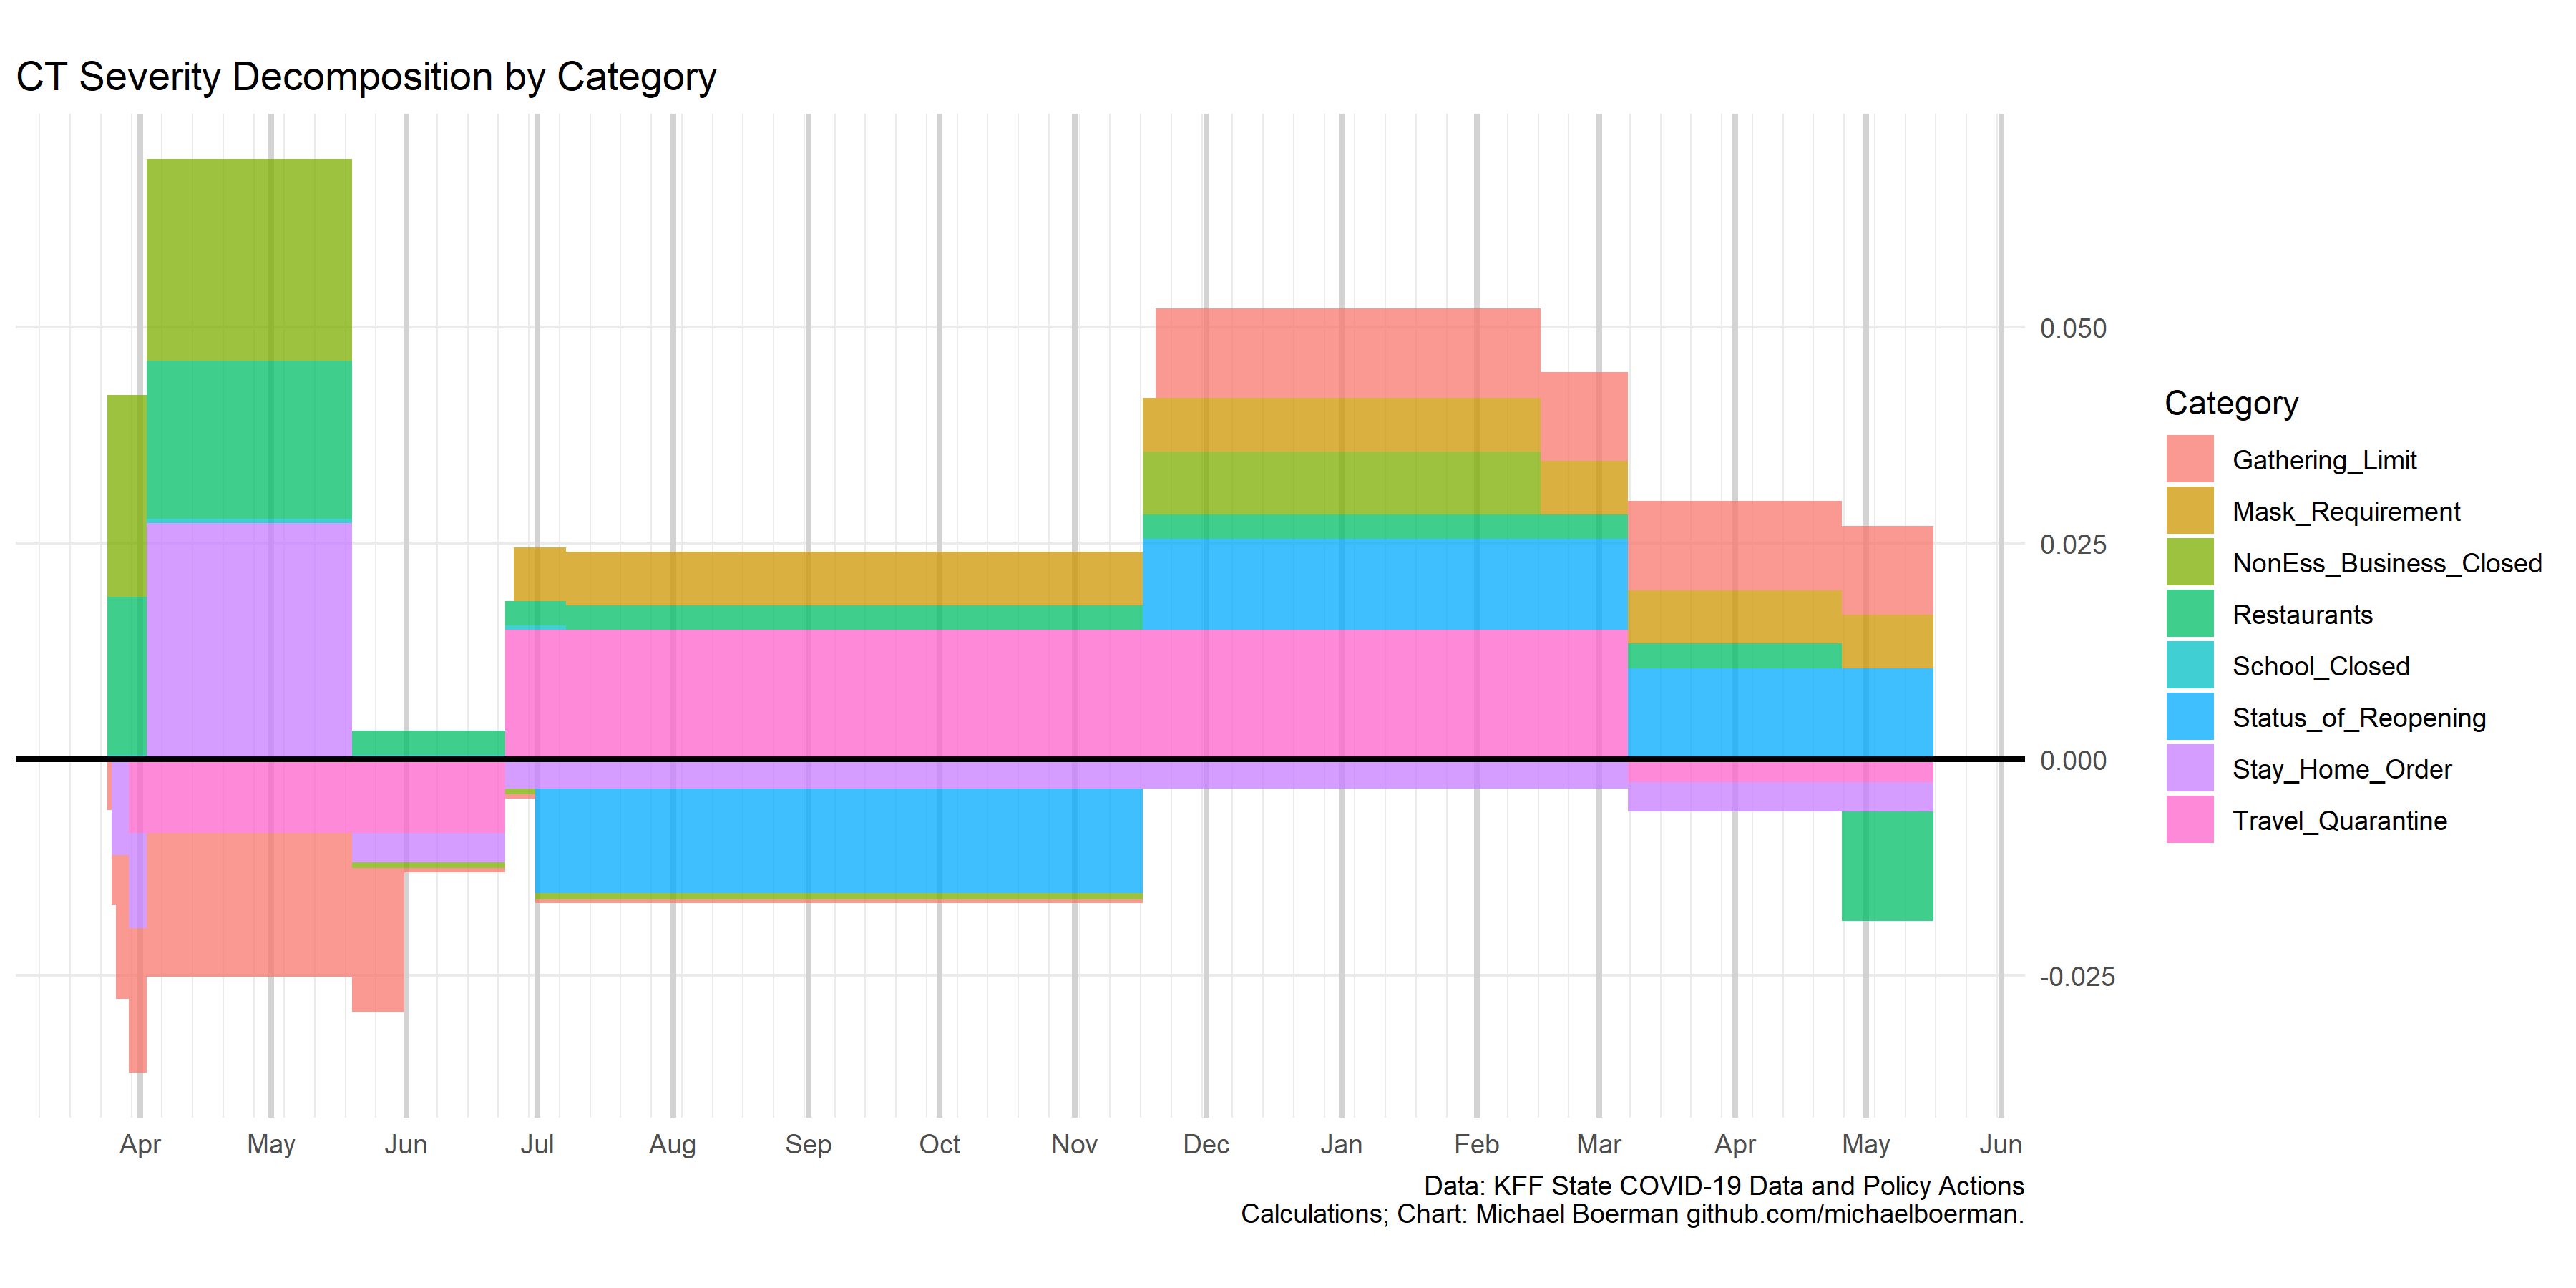 CT Severity Decomposition by Category
0.050
0.025
0.000
-0.025
Category
Gathering_Limit
Mask_Requirement
NonEss_Business_Closed
Restaurants
School_Closed
Status_of_Reopening
Stay_Home_Order
Travel_Quarantine
Apr May Jun Jul Aug Sep Oct Nov Dec Jan Feb Mar Apr May Jun
Data: KFF State COVID-19 Data and Policy Actions
Calculations; Chart: Michael Boerman github.com/michaelboerman.